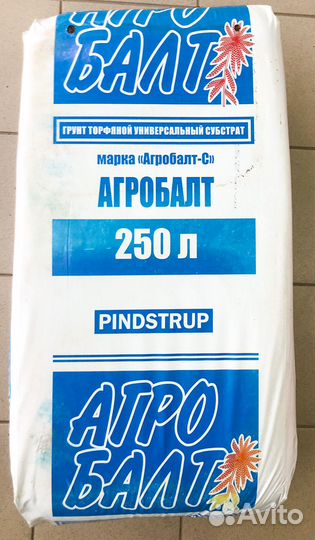 АГРО
БАЛТ
ГРУНТ ТОРФЯНОЙ УНИВЕРСАЛЬНЫЙ СУБСТРАТ
марка «Агробалт-С»
АГРОБАЛТ
250 л
PINDSTRUP
АГРО
БАЛТ
Avito